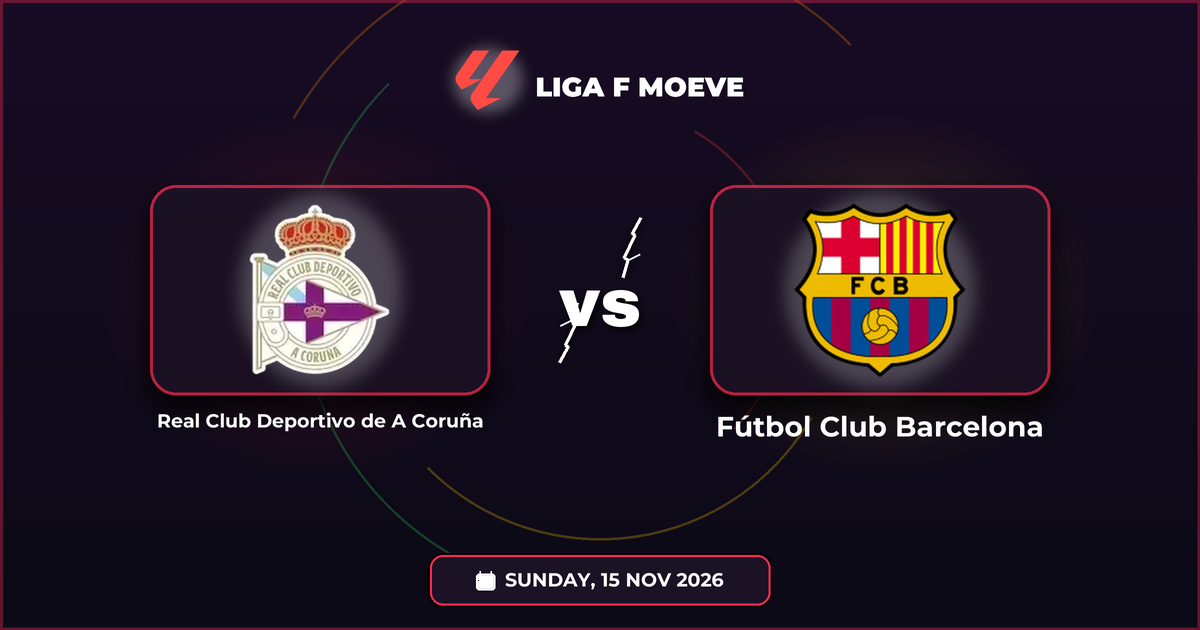 LIGA F MOEVE
REAL CLUB DEPORTIVO
A CORUÑA
FCB
vs
Real Club Deportivo de A Coruña
Fútbol Club Barcelona
SUNDAY, 15 NOV 2026